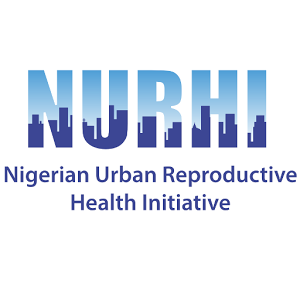 NURHI
Nigerian Urban Reproductive
Health Initiative